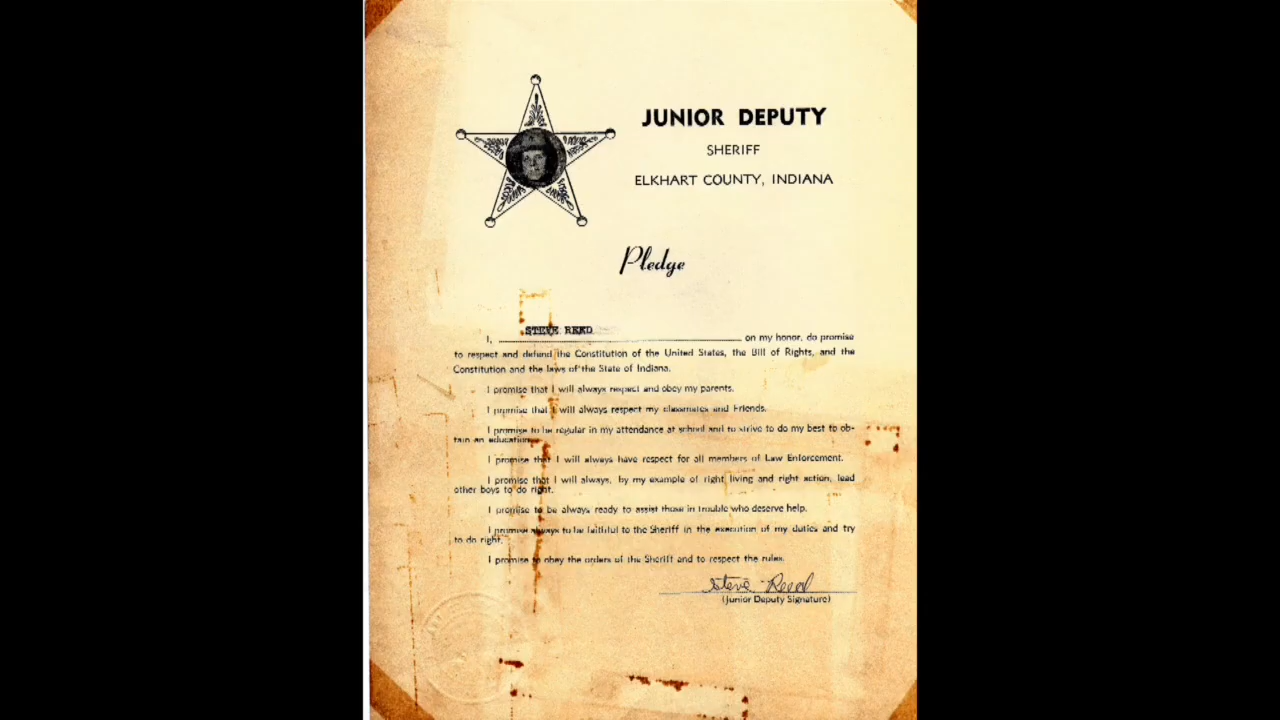 JUNIOR DEPUTY
SHERIFF
ELKHART COUNTY, INDIANA
Pledge
STEVE REED
I, on my honor, do promise
to respect and defend the Constitution of the United States, the Bill of Rights, and the
Constitution and the laws of the State of Indiana.
I promise that I will always respect and obey my parents.
I promise that I will always respect my classmates and Friends.
I promise to be regular in my attendance at school and to strive to do my best to ob-
tain an education.
I promise that I will always have respect for all members of Law Enforcement.
I promise that I will always, by my example of right living and right action, lead
other boys to do right.
I promise to be always ready to assist those in trouble who deserve help.
I promise always to be faithful to the Sheriff in the execution of my duties and try
to do right.
I promise to obey the orders of the Sheriff and to respect the rules.
Steve Reed
(Junior Deputy Signature)